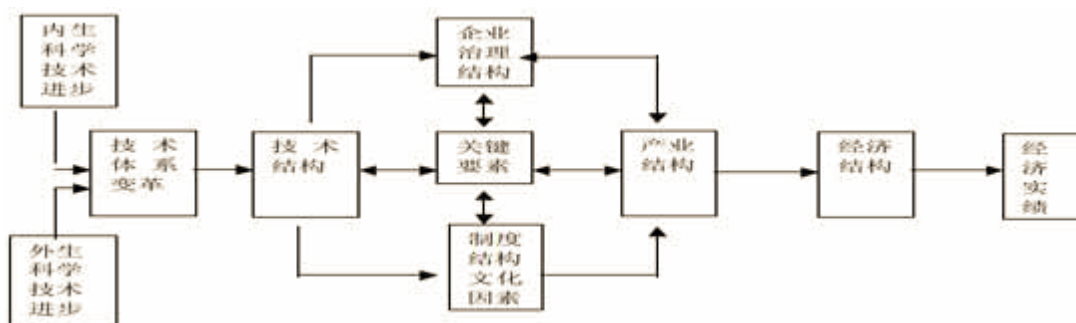 内生
科学
技术
进步
外生
科学
技术
进步
技术
体系
变革
技术
结构
企业
治理
结构
关键
要素
制度
结构
文化
因素
产业
结构
经济
结构
经
济
实
绩